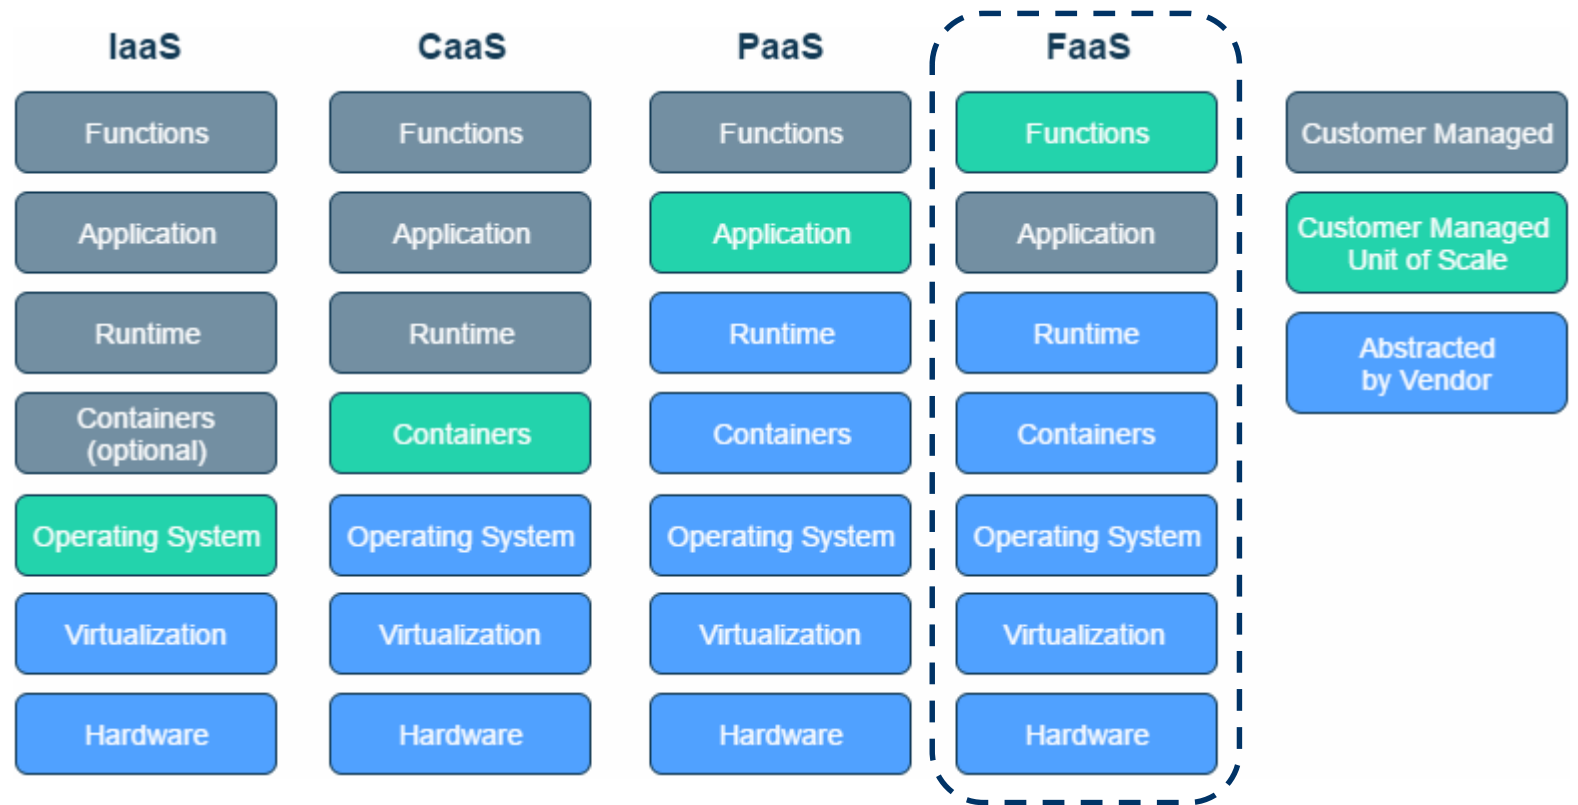 IaaS
CaaS
PaaS
FaaS
Functions
Functions
Functions
Functions
Customer Managed
Application
Application
Application
Application
Customer Managed
Unit of Scale
Runtime
Runtime
Runtime
Runtime
Abstracted
by Vendor
Containers
(optional)
Containers
Containers
Containers
Operating System
Operating System
Operating System
Operating System
Virtualization
Virtualization
Virtualization
Virtualization
Hardware
Hardware
Hardware
Hardware